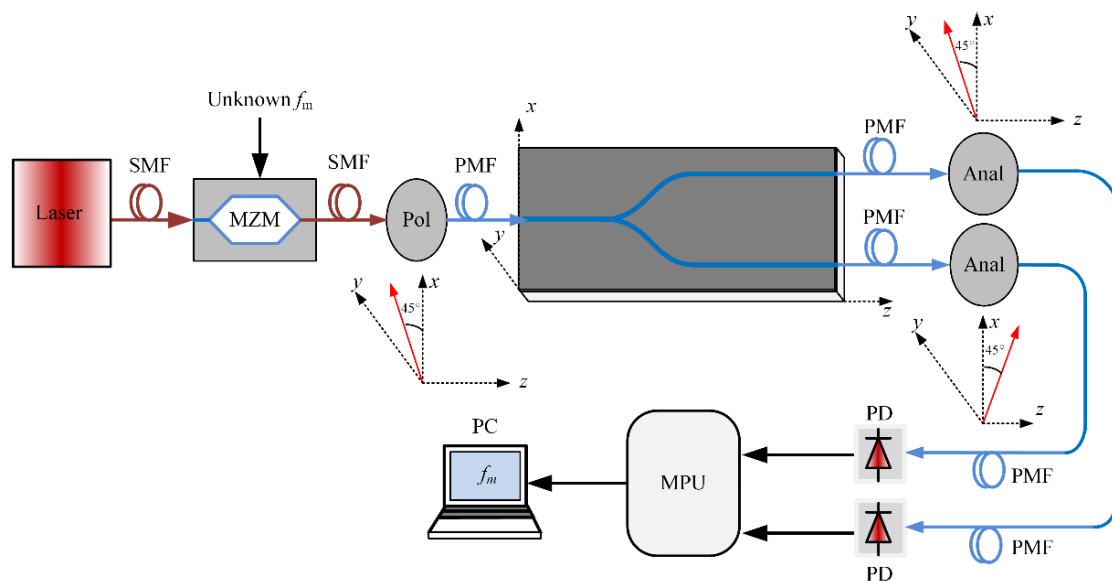 Unknown fm
Laser
SMF
MZM
SMF
Pol
PMF
x
y
z
PMF
Anal
PMF
Anal
y
45°
x
z
y
45°
x
z
y
x
45°
z
PC
fm
MPU
PD
PMF
PD
PMF